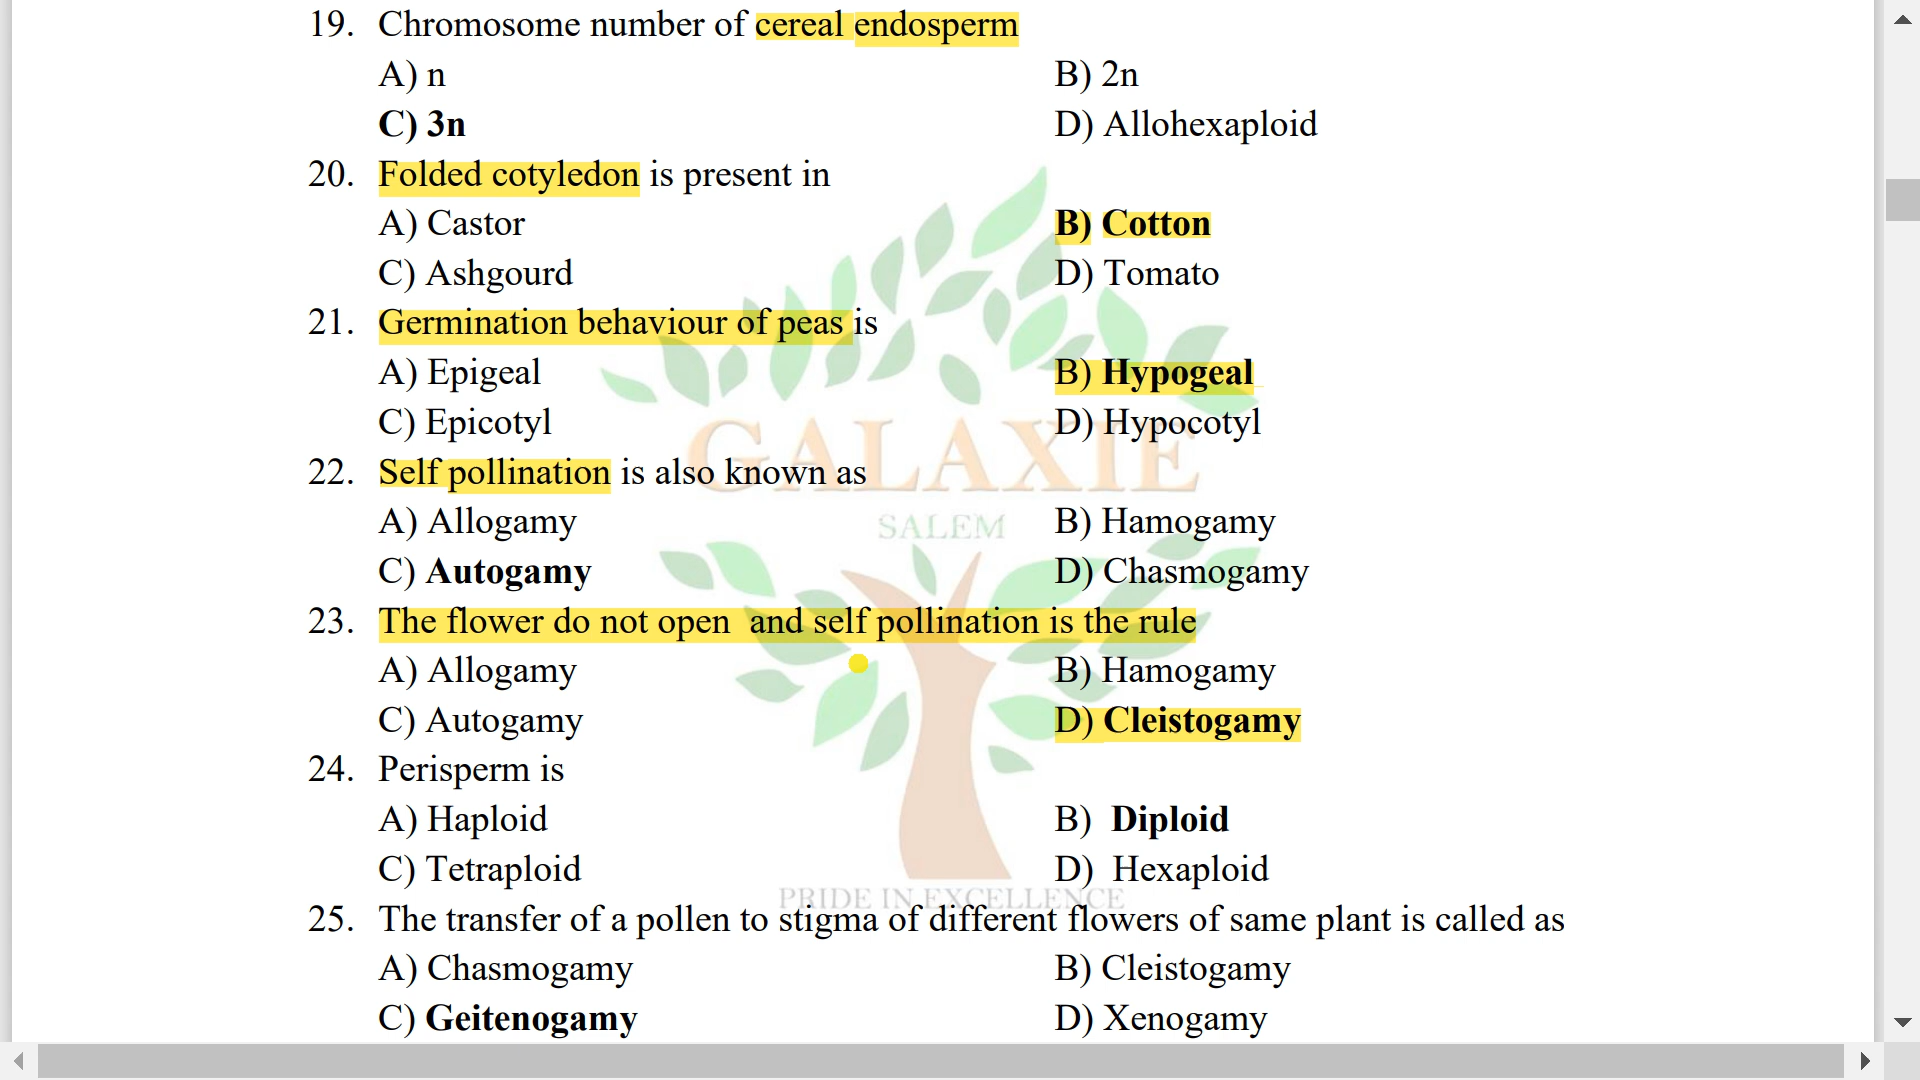 19. Chromosome number of cereal endosperm
A) n B) 2n
C) 3n D) Allohexaploid
20. Folded cotyledon is present in
A) Castor B) Cotton
C) Ashgourd D) Tomato
21. Germination behaviour of peas is
A) Epigeal B) Hypogeal
C) Epicotyl D) Hypocotyl
GALAXIE
22. Self pollination is also known as
A) Allogamy B) Hamogamy
SALEM
C) Autogamy D) Chasmogamy
23. The flower do not open and self pollination is the rule
A) Allogamy B) Hamogamy
C) Autogamy D) Cleistogamy
24. Perisperm is
A) Haploid B) Diploid
C) Tetraploid D) Hexaploid
PRIDE IN EXCELLENCE
25. The transfer of a pollen to stigma of different flowers of same plant is called as
A) Chasmogamy B) Cleistogamy
C) Geitenogamy D) Xenogamy